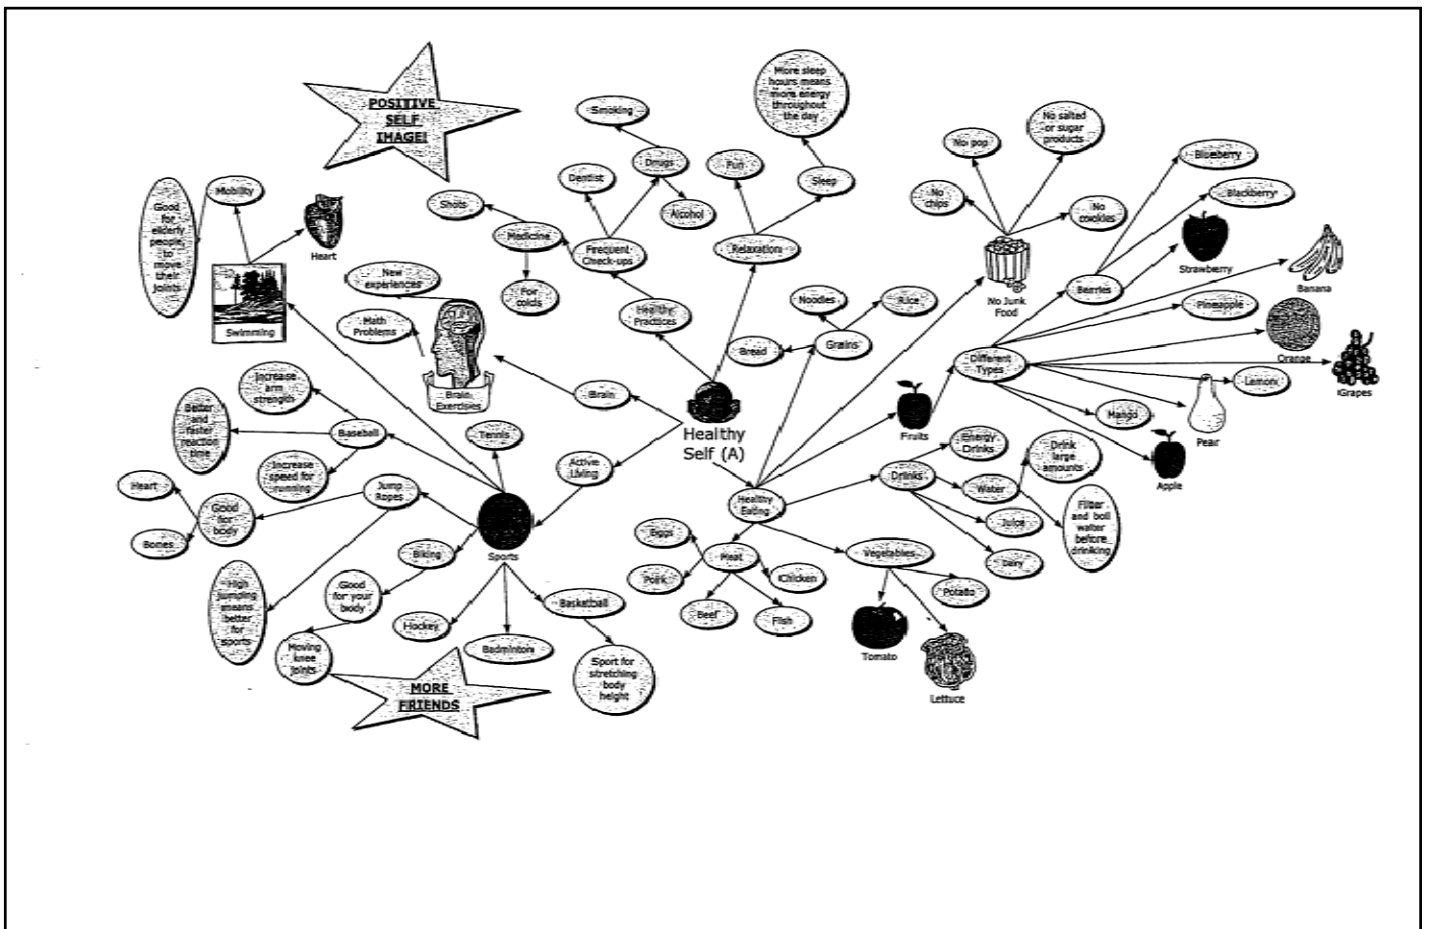 POSITIVE
SELF
IMAGE!
Mobility
Good
for
elderly
people
to
move
their
joints
Heart
Swimming
New
experiences
Math
Problems
Brain
Exercises
Brain
Shots
Medicine
For
colds
Smoking
Dentist
Drugs
Alcohol
Frequent
Check-ups
Healthy
Practices
More sleep
hours means
more energy
throughout
the day
Fun
Sleep
Relaxation
Noodles
Rice
Bread
Grains
Healthy
Self (A)
No pop
No salted
or sugar
products
No
chips
No
cookies
No Junk
Food
Blueberry
Blackberry
Strawberry
Berries
Banana
Pineapple
Orange
Grapes
Different
Types
Lemon
Pear
Mango
Apple
Fruits
Energy
Drinks
Drinks
Water
Drink
large
amounts
Filter
and boil
water
before
drinking
Juice
Dairy
Healthy
Eating
Eggs
Meat
Pork
Chicken
Beef
Fish
Vegetables
Potato
Tomato
Lettuce
Increase
arm
strength
Better
and
faster
reaction
time
Baseball
Increase
speed for
running
Tennis
Active
Living
Heart
Good
for
body
Bones
Jump
Ropes
Sports
High
jumping
means
better
for
sports
Biking
Good
for your
body
Moving
knee
joints
Hockey
Badminton
Basketball
Sport for
stretching
body
height
MORE
FRIENDS